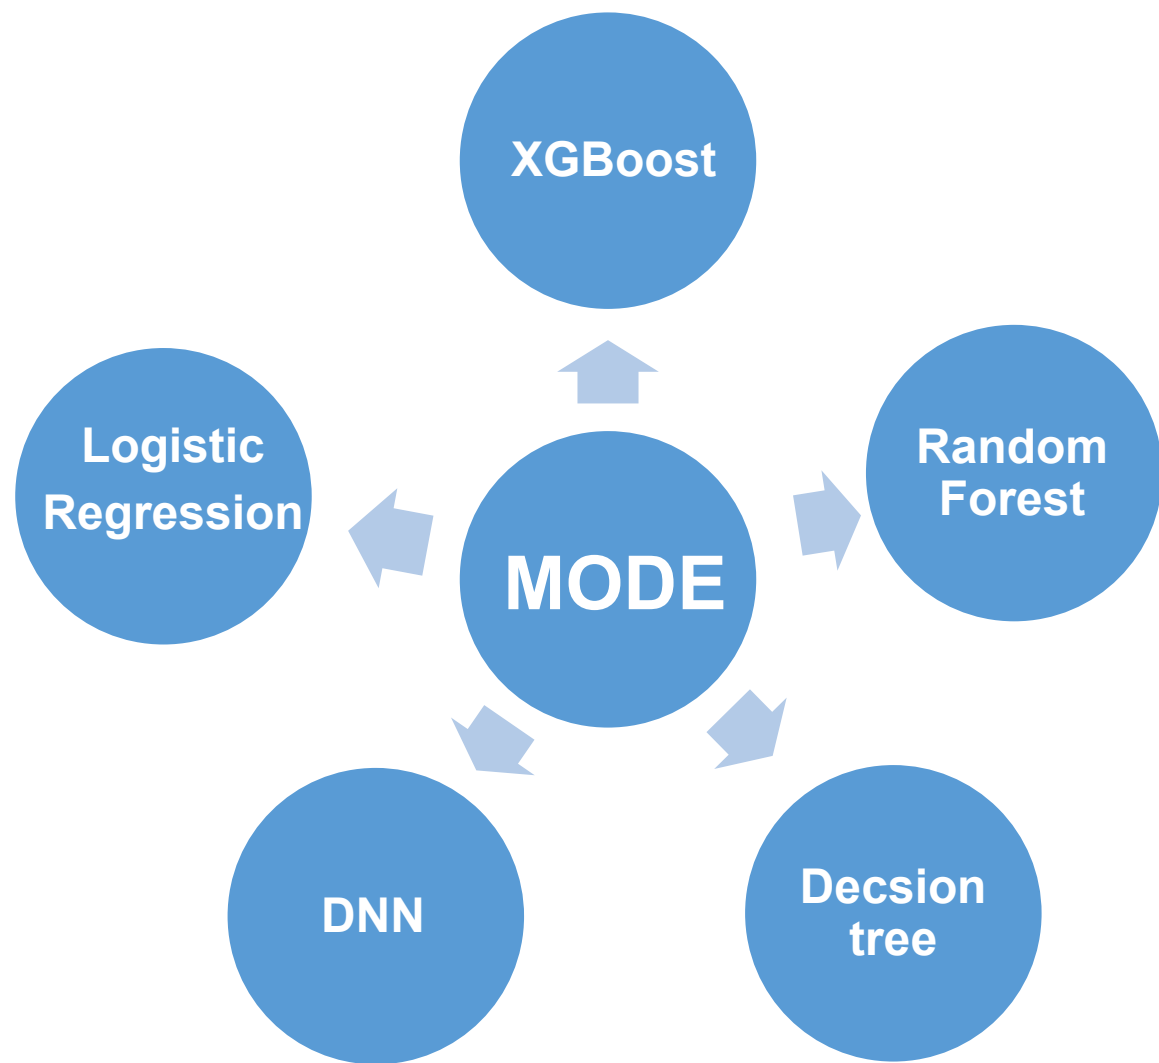 XGBoost
Logistic
Regression
Random
Forest
MODE
DNN
Decsion
tree